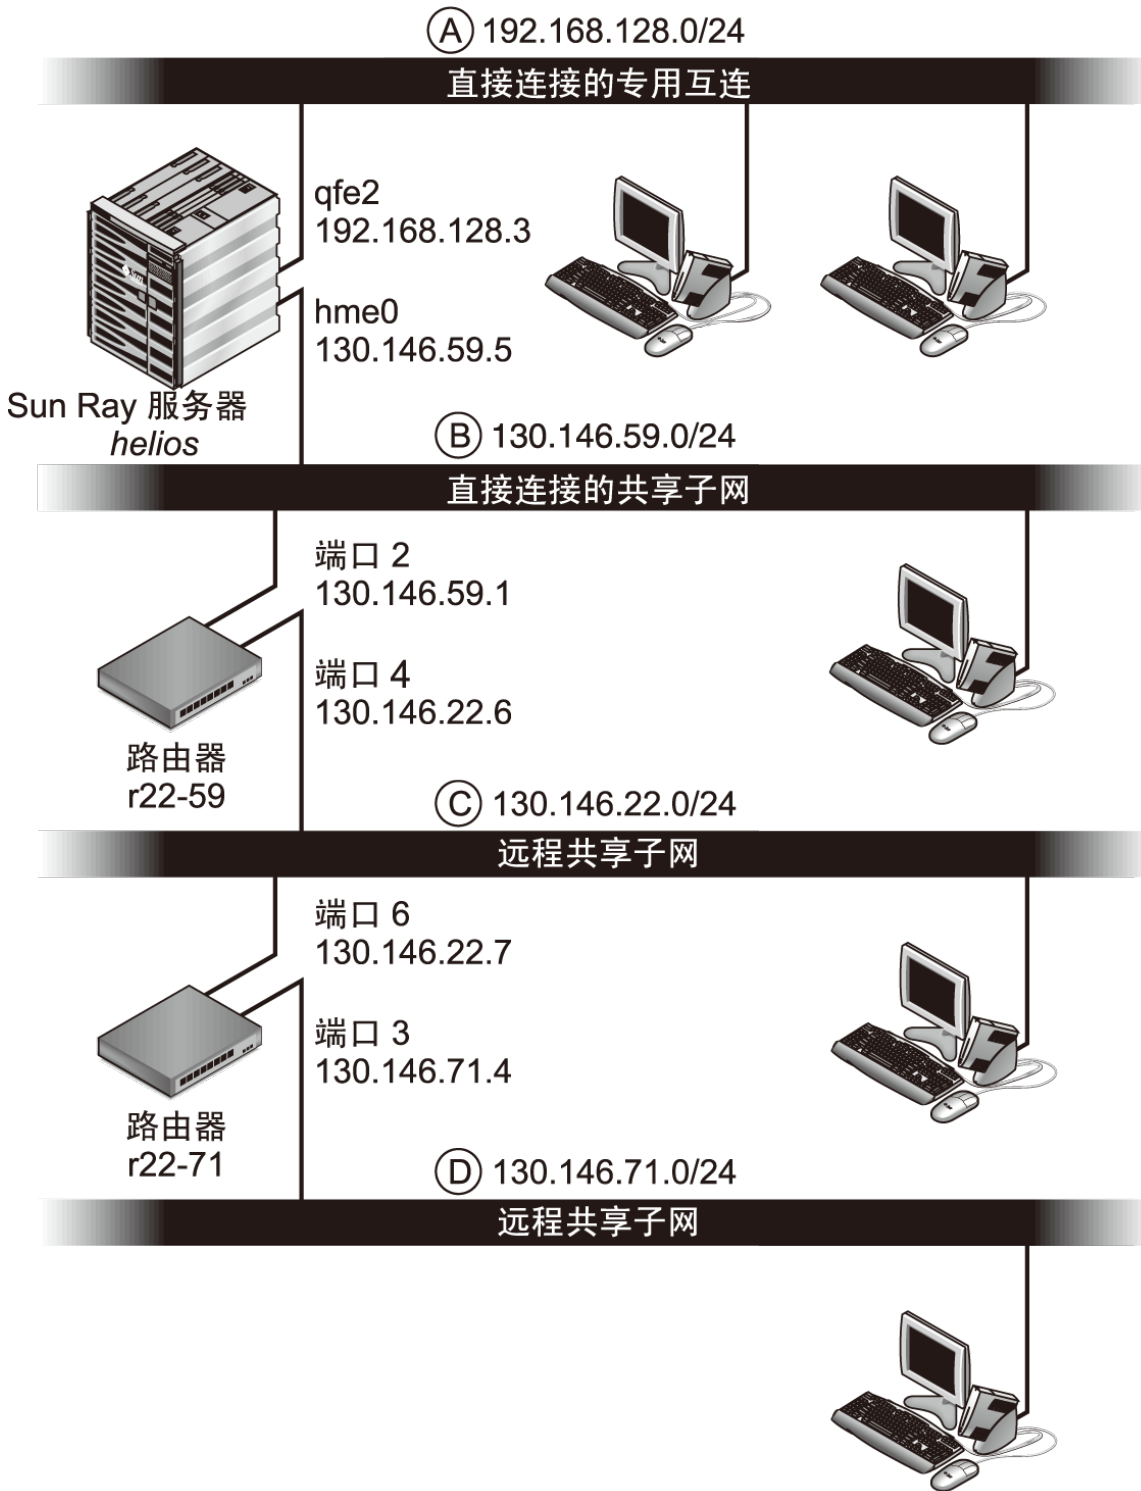 A 192.168.128.0/24
直接连接的专用互连
qfe2
192.168.128.3
hme0
130.146.59.5
Sun Ray 服务器
helios
B 130.146.59.0/24
直接连接的共享子网
端口 2
130.146.59.1
端口 4
130.146.22.6
路由器
r22-59
C 130.146.22.0/24
远程共享子网
端口 6
130.146.22.7
端口 3
130.146.71.4
路由器
r22-71
D 130.146.71.0/24
远程共享子网